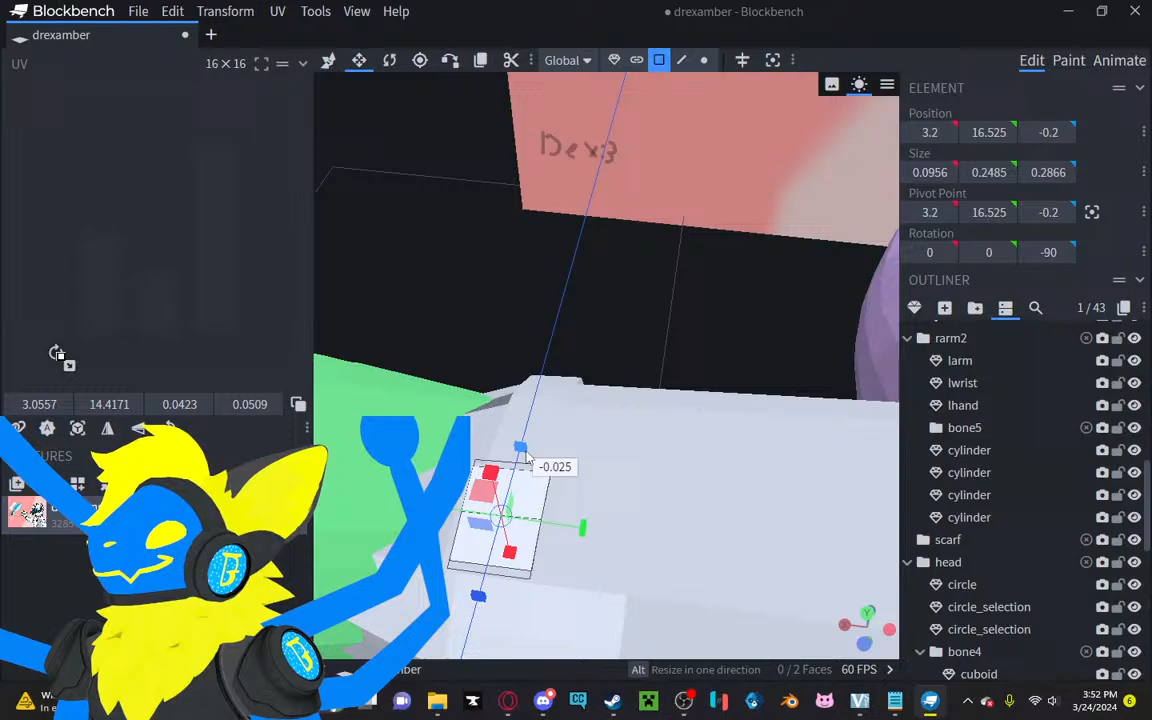 Blockbench File Edit Transform UV Tools View Help
● drexamber - Blockbench
drexamber
UV 16 × 16
Global
Edit Paint Animate
ELEMENT
Position
3.2 16.525 -0.2
Size
0.0956 0.2485 0.2866
Pivot Point
3.2 16.525 -0.2
Rotation
0 0 -90
OUTLINER
1 / 43
rarm2
larm
lwrist
lhand
bone5
cylinder
cylinder
cylinder
cylinder
scarf
head
circle
circle_selection
circle_selection
bone4
cuboid
-0.025
3.0557 14.4171 0.0423 0.0509
B
B
Alt Resize in one direction 0 / 2 Faces 60 FPS
3:52 PM
3/24/2024
6